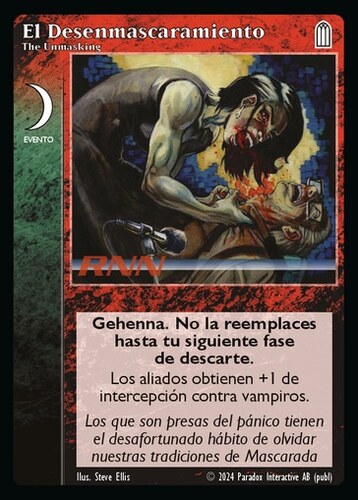 El Desenmascaramiento
The Unmasking
EVENTO
RNN
Gehenna. No la reemplaces
hasta tu siguiente fase
de descarte.
Los aliados obtienen +1 de
intercepción contra vampiros.
Los que son presas del pánico tienen
el desafortunado hábito de olvidar
nuestras tradiciones de Mascarada
Ilus. Steve Ellis © 2024 Paradox Interactive AB (publ)